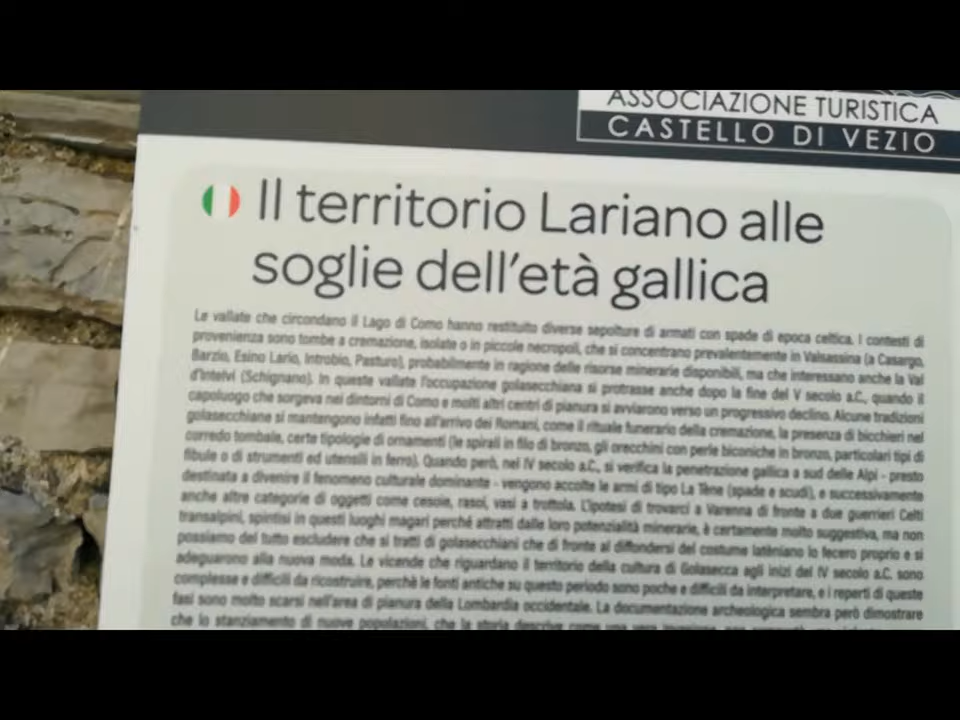 ASSOCIAZIONE TURISTICA
CASTELLO DI VEZIO
Il territorio Lariano alle
soglie dell'età gallica
Le vallate che circondano il Lago di Como hanno restituito diverse sepolture di armati con spade di epoca celtica. I contesti di
provenienza sono tombe a cremazione, isolate o in piccole necropoli, che si concentrano prevalentemente in Valsassina (a Casargo,
Barzio, Esino Lario, Introbio, Pasturo), probabilmente in ragione delle risorse minerarie disponibili, ma che interessano anche la Val
d'Intelvi (Schignano). In queste vallate l'occupazione golasecchiana si protrasse anche dopo la fine del V secolo a.C., quando il
capoluogo che sorgeva nei dintorni di Como e molti altri centri di pianura si avviarono verso un progressivo declino. Alcune tradizioni
golasecchiane si mantengono infatti fino all'arrivo dei Romani, come il rituale funerario della cremazione, la presenza di bicchieri nel
corredo tombale, certe tipologie di ornamenti (le spirali in filo di bronzo, gli orecchini con perle biconiche in bronzo, particolari tipi di
fibule o di strumenti ed utensili in ferro). Quando però, nel IV secolo a.C., si verifica la penetrazione gallica a sud delle Alpi - presto
destinata a divenire il fenomeno culturale dominante - vengono accolte le armi di tipo La Tène (spade e scudi), e successivamente
anche altre categorie di oggetti come cesoie, rasoi, vasi a trottola. L'ipotesi di trovarci a Varenna di fronte a due guerrieri Celti
transalpini, spintisi in questi luoghi magari perché attratti dalle loro potenzialità minerarie, è certamente molto suggestiva, ma non
possiamo del tutto escludere che si tratti di golasecchiani che di fronte al diffondersi del costume latèniano lo fecero proprio e si
adeguarono alla nuova moda. Le vicende che riguardano il territorio della cultura di Golasecca agli inizi del IV secolo a.C. sono
complesse e difficili da ricostruire, perchè le fonti antiche su questo periodo sono poche e difficili da interpretare, e i reperti di queste
fasi sono molto scarsi nell'area di pianura della Lombardia occidentale. La documentazione archeologica sembra però dimostrare
che lo stanziamento di nuove popolazioni, che la storia descrive come una vera invasione, non